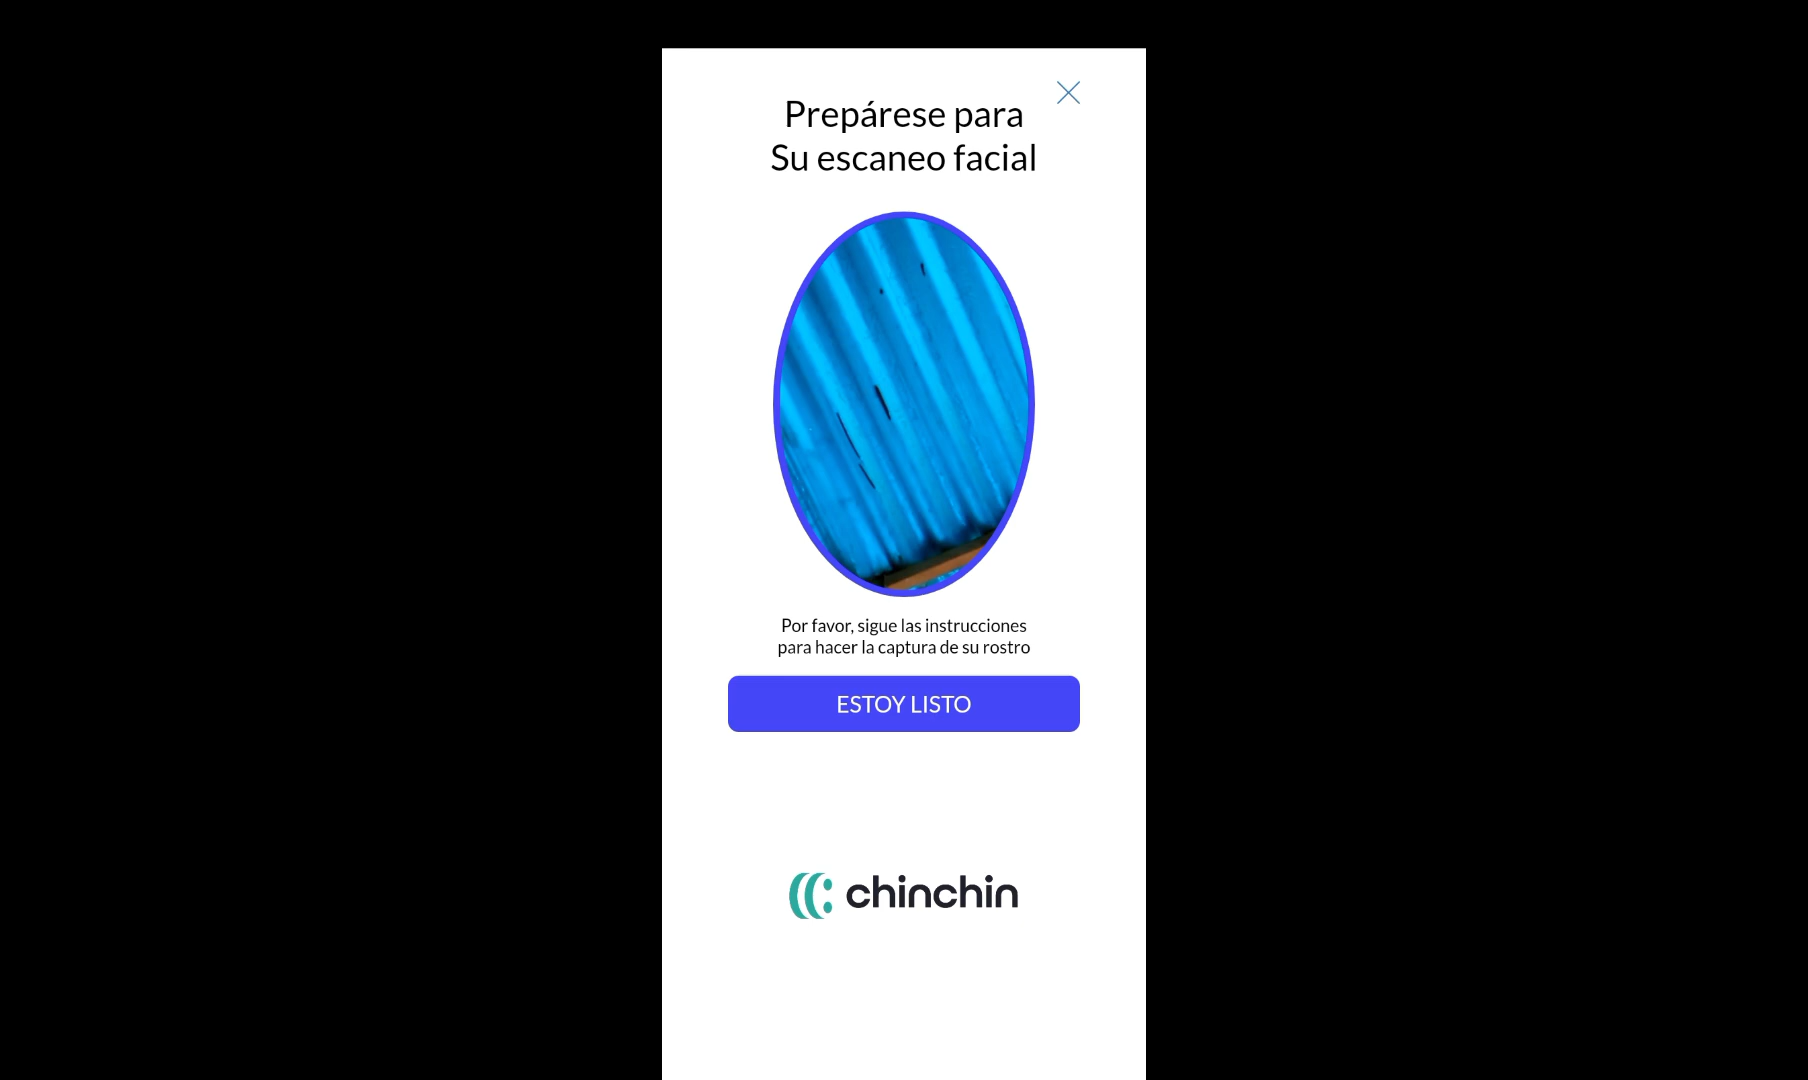 Prepárese para
Su escaneo facial
Por favor, sigue las instrucciones
para hacer la captura de su rostro
ESTOY LISTO
chinchin